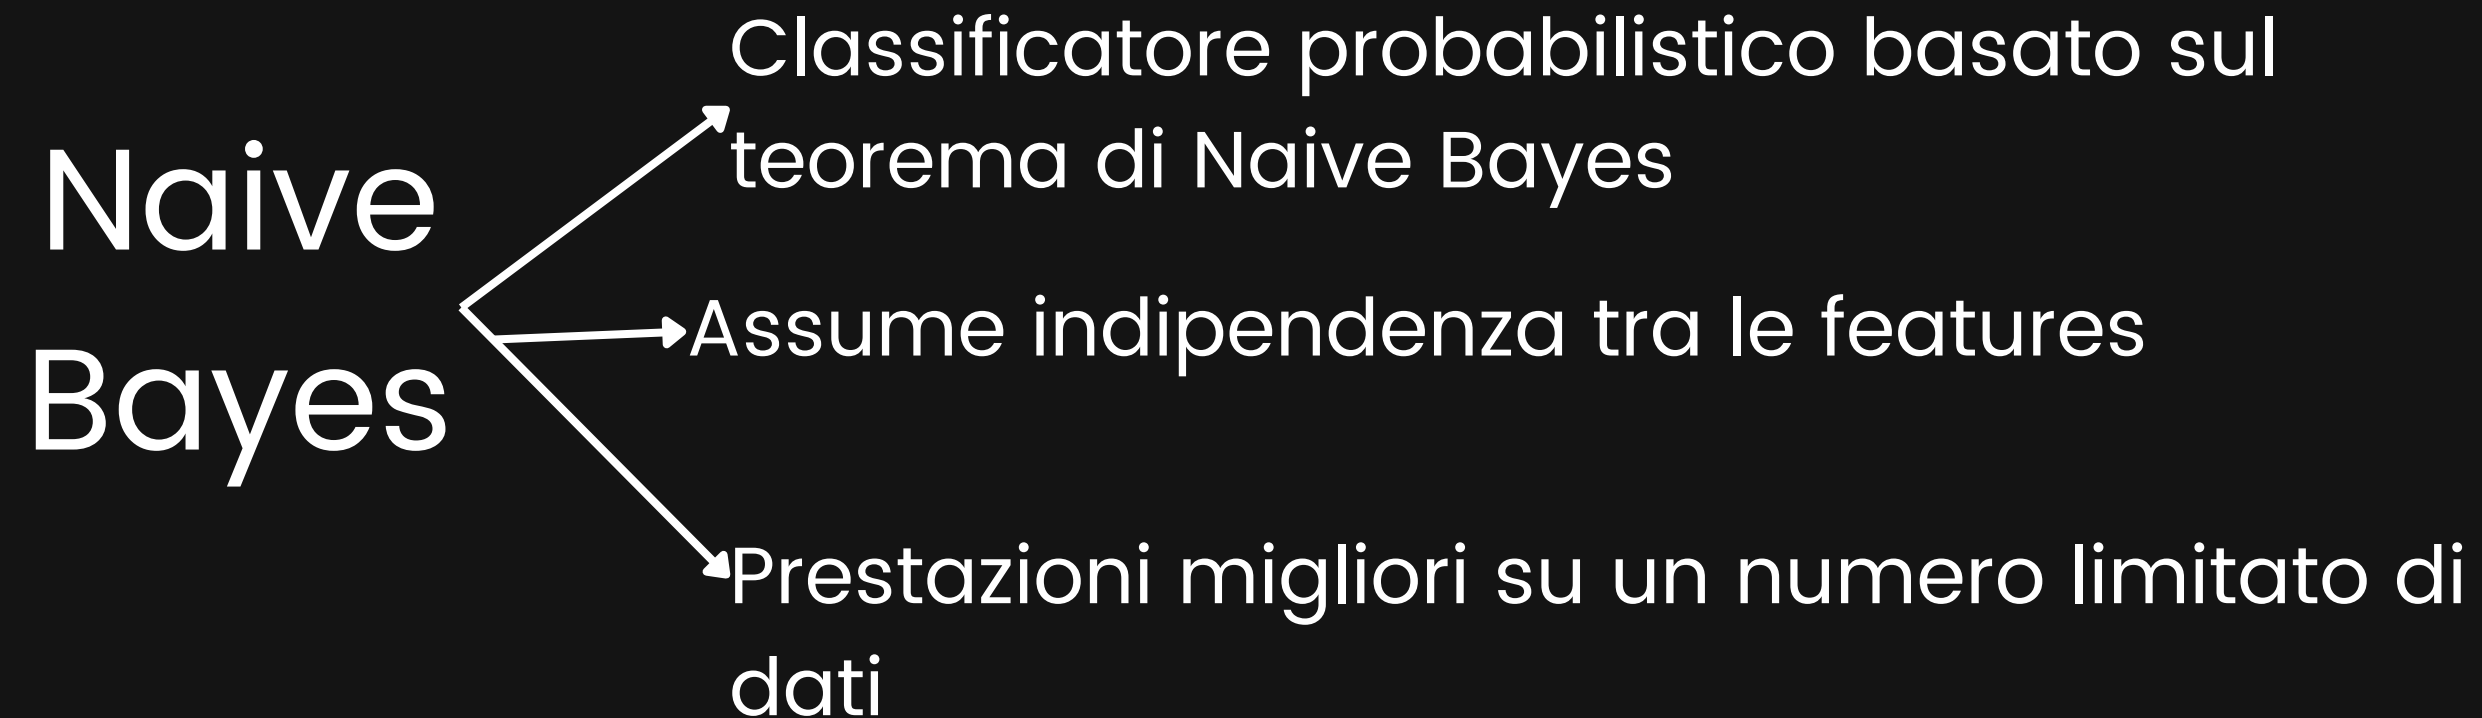 Naive
Bayes
Classificatore probabilistico basato sul
teorema di Naive Bayes
Assume indipendenza tra le features
Prestazioni migliori su un numero limitato di
dati